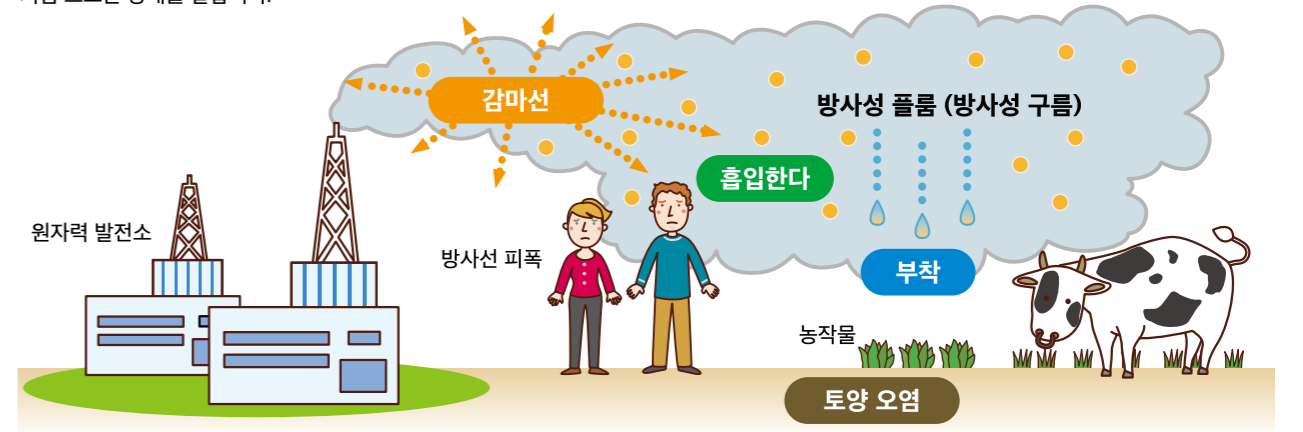 감마선
방사성 플룸 (방사성 구름)
흡입한다
원자력 발전소
방사선 피폭
부착
농작물
토양 오염